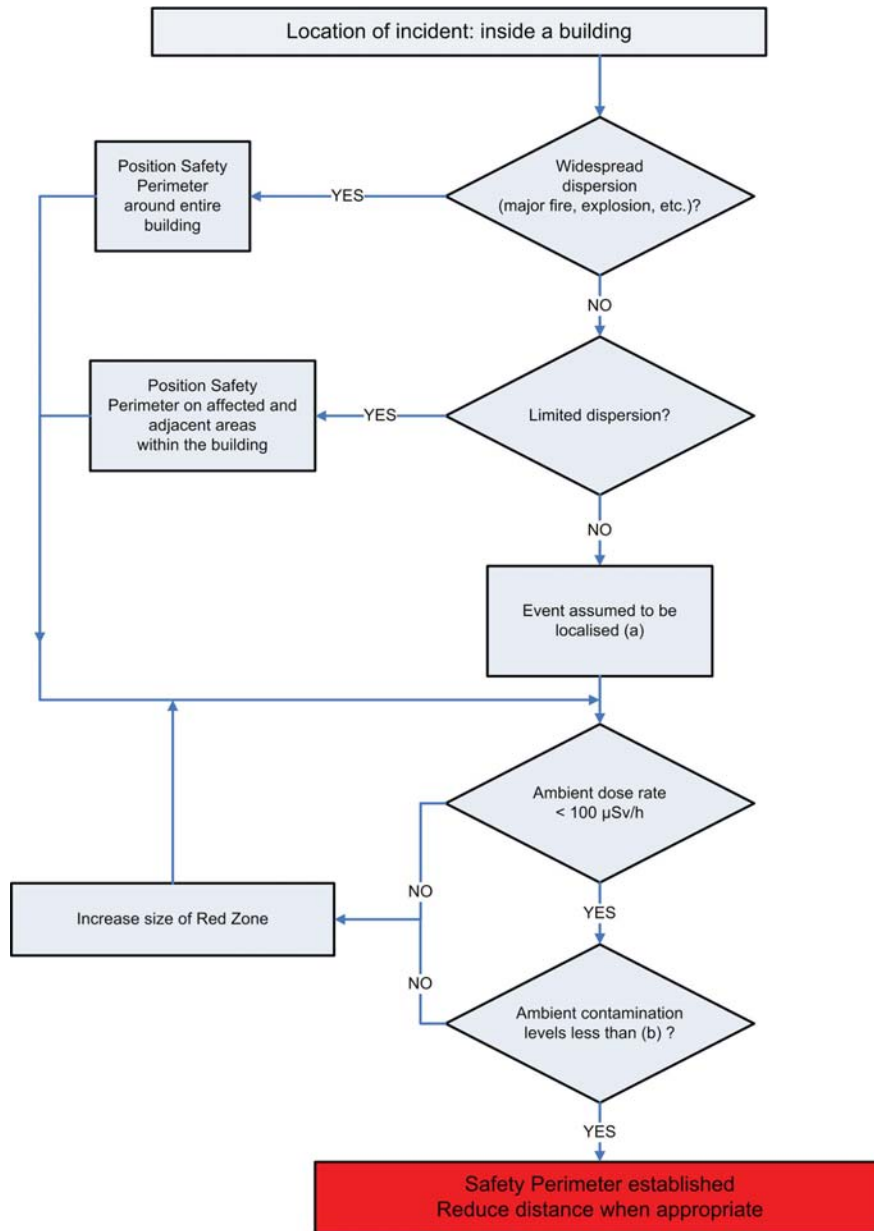 Location of incident: inside a building
Widespread
dispersion
(major fire, explosion, etc.)?
YES
Position Safety
Perimeter
around entire
building
NO
Limited dispersion?
YES
Position Safety
Perimeter on affected and
adjacent areas
within the building
NO
Event assumed to be
localised (a)
Ambient dose rate
< 100 µSv/h
NO
Increase size of Red Zone
YES
NO
Ambient contamination
levels less than (b) ?
YES
Safety Perimeter established
Reduce distance when appropriate